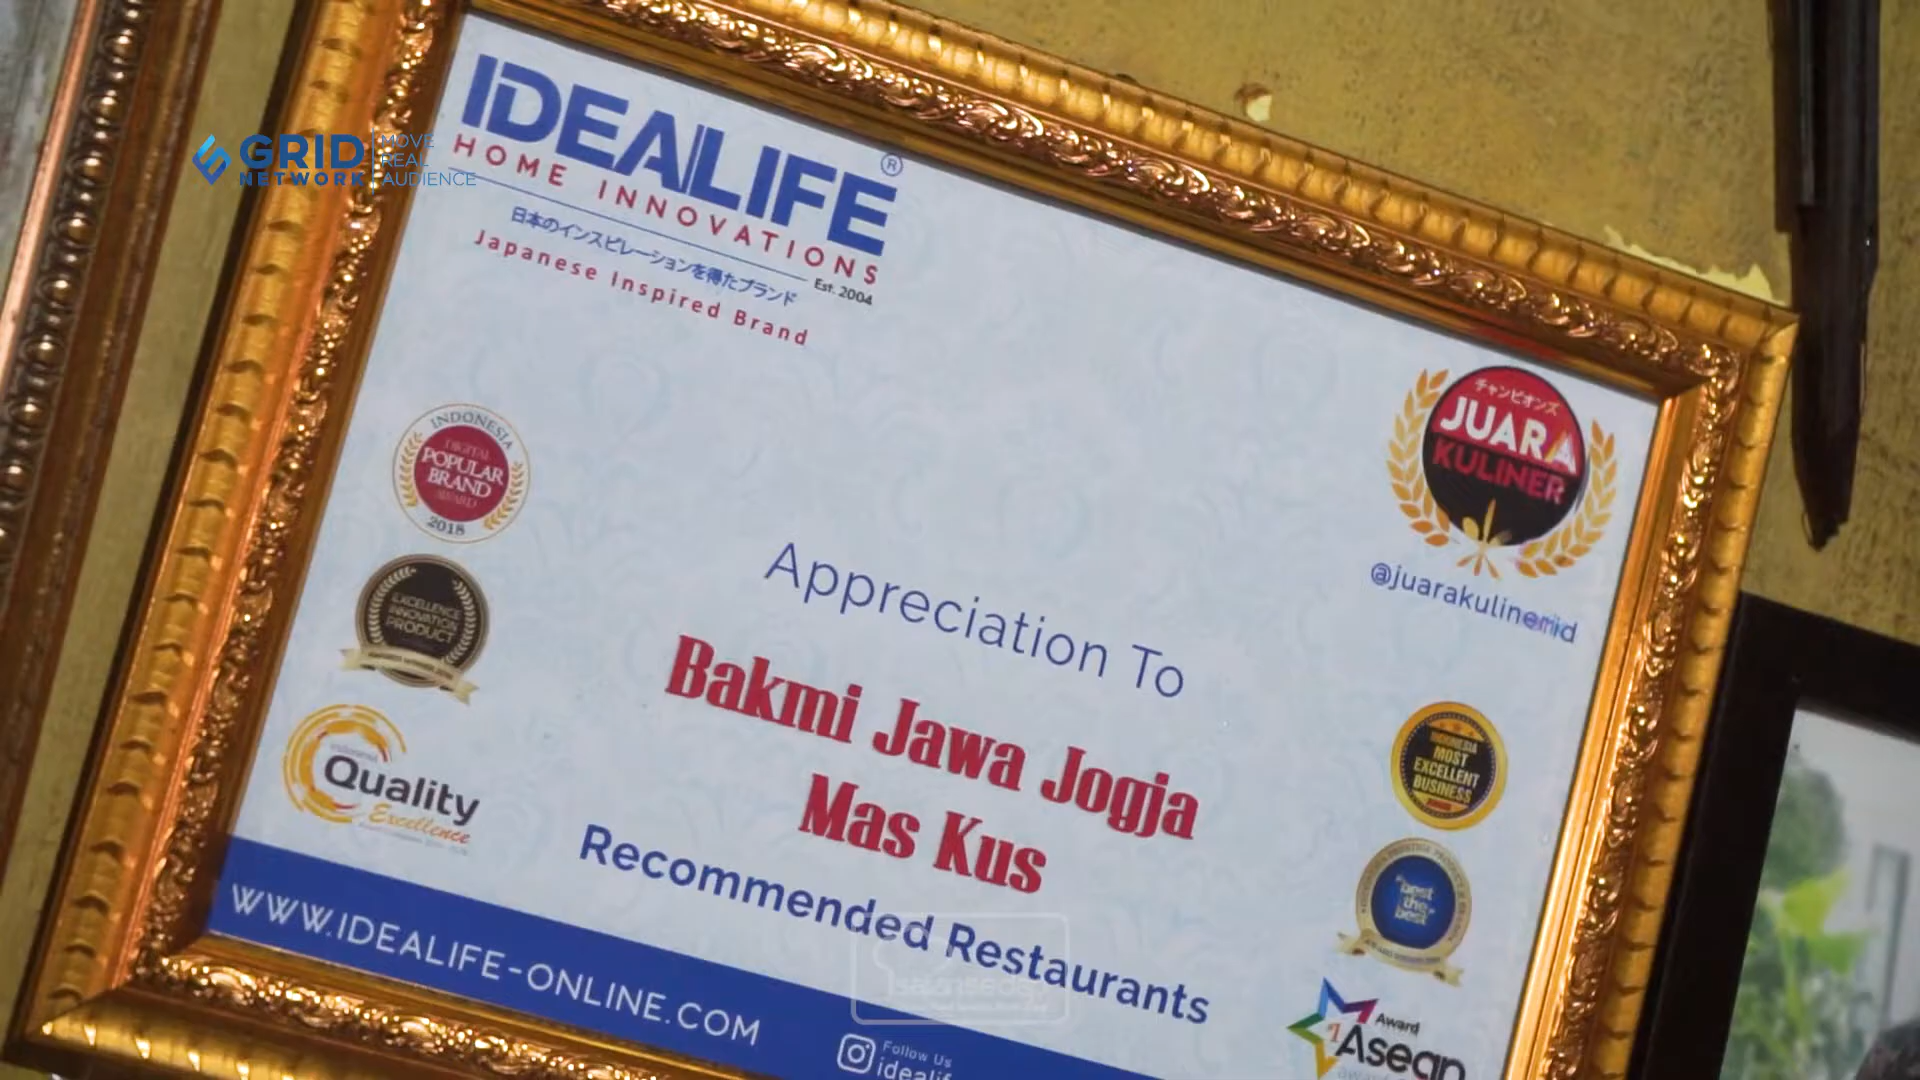 GRID
NETWORK
MOVE
REAL
AUDIENCE
IDEALIFE®
HOME INNOVATIONS
日本のインスピレーションを得たブランド
Est. 2004
Japanese Inspired Brand
チャンピオンズ
JUARA
KULINER
INDONESIA
DIGITAL
POPULAR
BRAND
AWARD
2018
EXCELLENCE
INNOVATION
PRODUCT
Quality
Excellence
Appreciation To
Bakmi Jawa Jogja
Mas Kus
Recommended Restaurants
INDONESIA
MOST
EXCELLENT
BUSINESS
"best
the
best"
Award
#1
Asean
WWW.IDEALIFE-ONLINE.COM
Follow Us